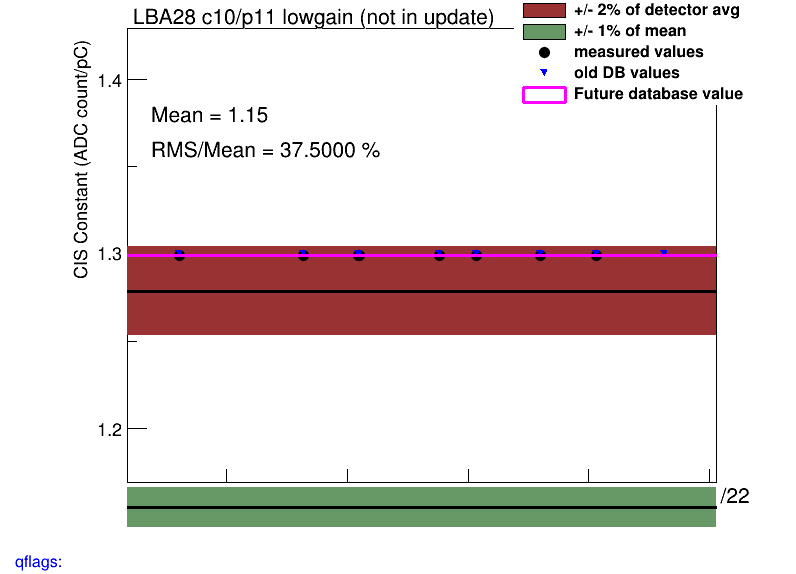 LBA28 c10/p11 lowgain (not in update)
+/- 2% of detector avg
+/- 1% of mean
measured values
old DB values
Future database value
CIS Constant (ADC count/pC)
1.4
Mean = 1.15
RMS/Mean = 37.5000 %
1.3
1.2
/22
qflags: